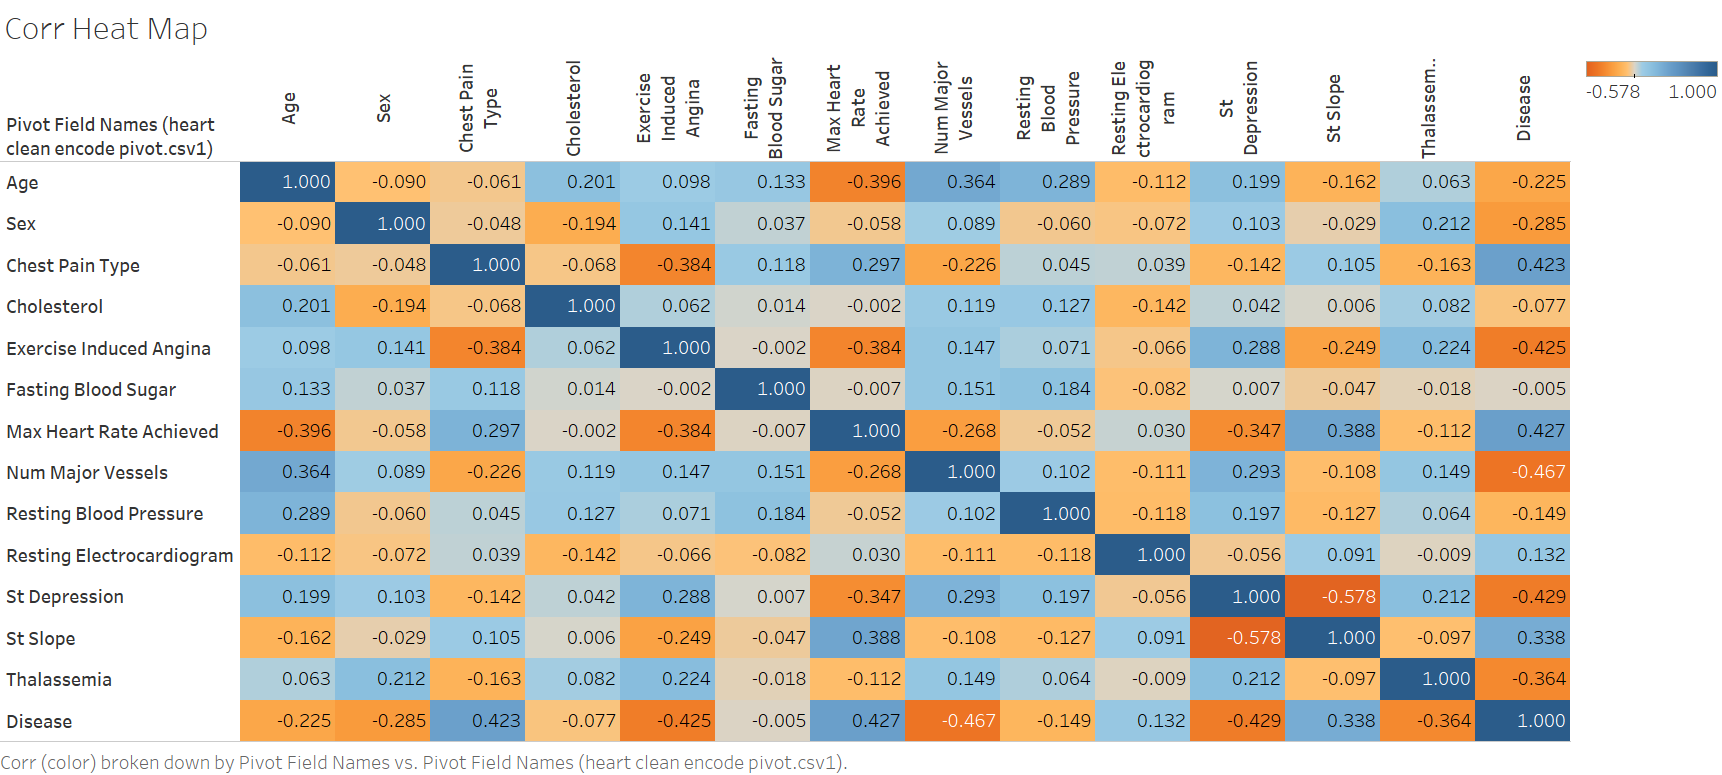 Corr Heat Map
-0.578 1.000
Pivot Field Names (heart
clean encode pivot.csv1)
Age
Sex
Chest Pain
Type
Cholesterol
Exercise
Induced
Angina
Fasting
Blood Sugar
Max Heart
Rate
Achieved
Num Major
Vessels
Resting
Blood
Pressure
Resting Ele
ctrocardiog
ram
St
Depression
St Slope
Thalassem..
Disease
Age 1.000 -0.090 -0.061 0.201 0.098 0.133 -0.396 0.364 0.289 -0.112 0.199 -0.162 0.063 -0.225
Sex -0.090 1.000 -0.048 -0.194 0.141 0.037 -0.058 0.089 -0.060 -0.072 0.103 -0.029 0.212 -0.285
Chest Pain Type -0.061 -0.048 1.000 -0.068 -0.384 0.118 0.297 -0.226 0.045 0.039 -0.142 0.105 -0.163 0.423
Cholesterol 0.201 -0.194 -0.068 1.000 0.062 0.014 -0.002 0.119 0.127 -0.142 0.042 0.006 0.082 -0.077
Exercise Induced Angina 0.098 0.141 -0.384 0.062 1.000 -0.002 -0.384 0.147 0.071 -0.066 0.288 -0.249 0.224 -0.425
Fasting Blood Sugar 0.133 0.037 0.118 0.014 -0.002 1.000 -0.007 0.151 0.184 -0.082 0.007 -0.047 -0.018 -0.005
Max Heart Rate Achieved -0.396 -0.058 0.297 -0.002 -0.384 -0.007 1.000 -0.268 -0.052 0.030 -0.347 0.388 -0.112 0.427
Num Major Vessels 0.364 0.089 -0.226 0.119 0.147 0.151 -0.268 1.000 0.102 -0.111 0.293 -0.108 0.149 -0.467
Resting Blood Pressure 0.289 -0.060 0.045 0.127 0.071 0.184 -0.052 0.102 1.000 -0.118 0.197 -0.127 0.064 -0.149
Resting Electrocardiogram -0.112 -0.072 0.039 -0.142 -0.066 -0.082 0.030 -0.111 -0.118 1.000 -0.056 0.091 -0.009 0.132
St Depression 0.199 0.103 -0.142 0.042 0.288 0.007 -0.347 0.293 0.197 -0.056 1.000 -0.578 0.212 -0.429
St Slope -0.162 -0.029 0.105 0.006 -0.249 -0.047 0.388 -0.108 -0.127 0.091 -0.578 1.000 -0.097 0.338
Thalassemia 0.063 0.212 -0.163 0.082 0.224 -0.018 -0.112 0.149 0.064 -0.009 0.212 -0.097 1.000 -0.364
Disease -0.225 -0.285 0.423 -0.077 -0.425 -0.005 0.427 -0.467 -0.149 0.132 -0.429 0.338 -0.364 1.000
Corr (color) broken down by Pivot Field Names vs. Pivot Field Names (heart clean encode pivot.csv1).